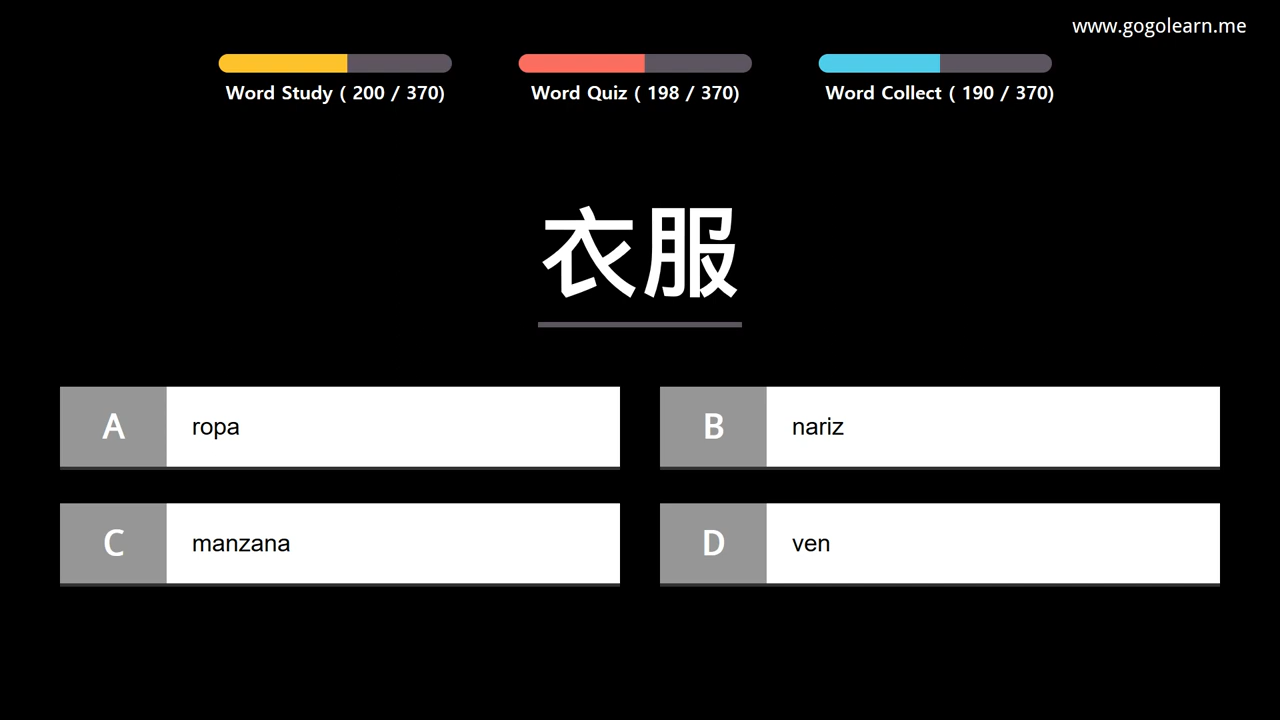 www.gogolearn.me
Word Study ( 200 / 370)
Word Quiz ( 198 / 370)
Word Collect ( 190 / 370)
衣服
A ropa
B nariz
C manzana
D ven